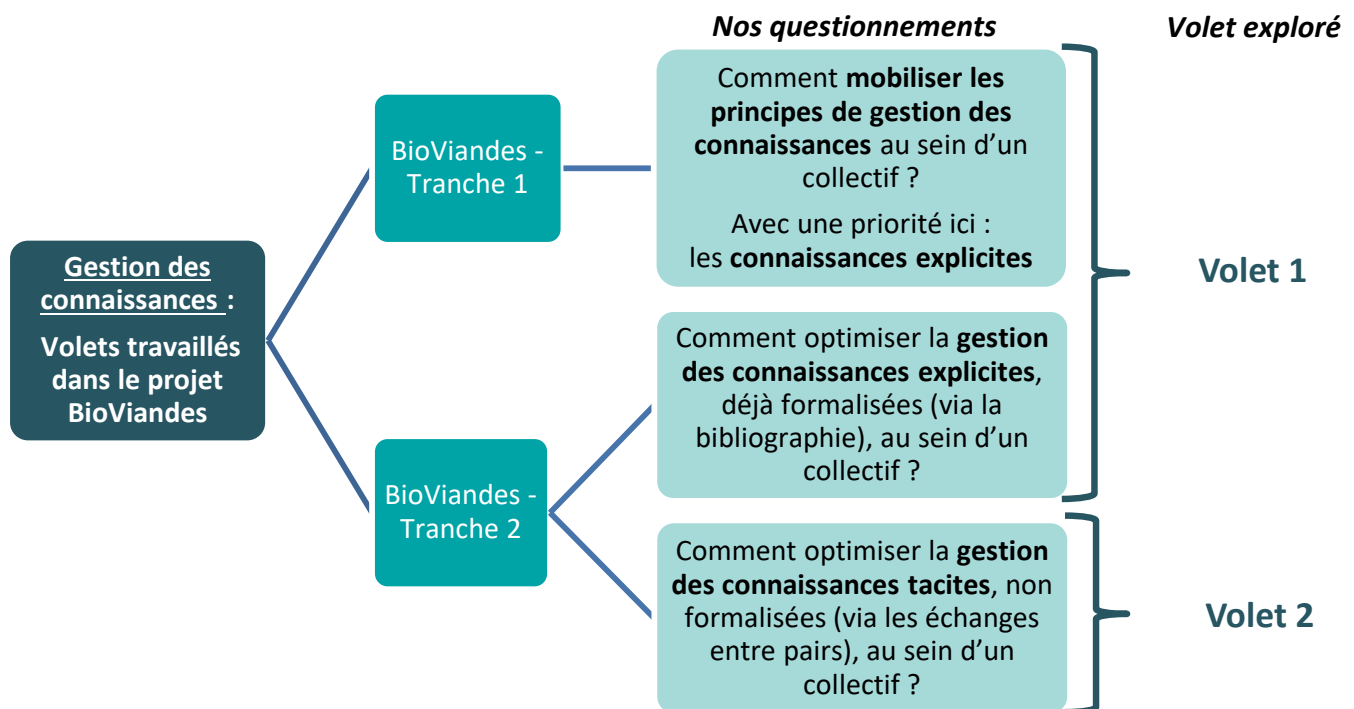 Nos questionnements
Volet exploré
Gestion des
connaissances :
Volets travaillés
dans le projet
BioViandes
BioViandes -
Tranche 1
Comment mobiliser les
principes de gestion des
connaissances au sein d’un
collectif ?
Avec une priorité ici :
les connaissances explicites
Volet 1
BioViandes -
Tranche 2
Comment optimiser la gestion
des connaissances explicites,
déjà formalisées (via la
bibliographie), au sein d’un
collectif ?
Comment optimiser la gestion
des connaissances tacites, non
formalisées (via les échanges
entre pairs), au sein d’un
collectif ?
Volet 2